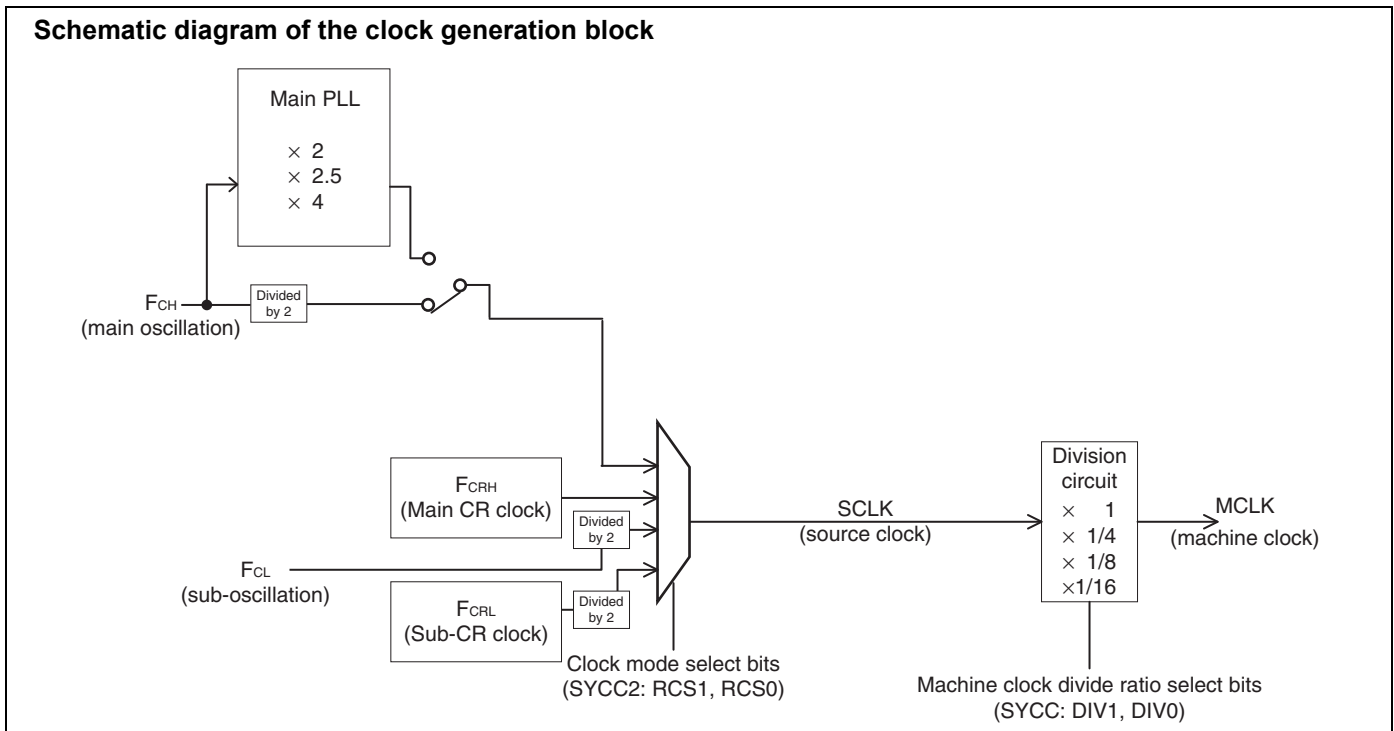 Schematic diagram of the clock generation block
Main PLL
× 2
× 2.5
× 4
FCH
(main oscillation)
Divided
by 2
FCRH
(Main CR clock)
Divided
by 2
FCL
(sub-oscillation)
FCRL
(Sub-CR clock)
Divided
by 2
Clock mode select bits
(SYCC2: RCS1, RCS0)
SCLK
(source clock)
Division
circuit
× 1
× 1/4
× 1/8
×1/16
MCLK
(machine clock)
Machine clock divide ratio select bits
(SYCC: DIV1, DIV0)